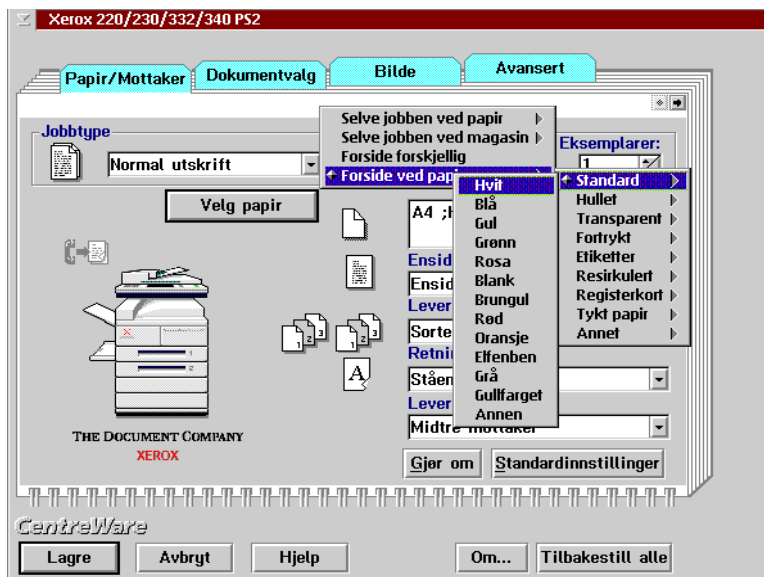 Xerox 220/230/332/340 PS2
Papir/Mottaker
Dokumentvalg
Bilde
Avansert
Jobbtype
Normal utskrift
Velg papir
Selve jobben ved papir
Selve jobben ved magasin
Forside forskjellig
Forside ved papir
Eksemplarer:
1
Standard
Hullet
Transparent
Fortrykt
Etiketter
Resirkulert
Registerkort
Tykt papir
Annet
Hvit
Blå
Gul
Grønn
Rosa
Blank
Brungul
Rød
Oransje
Elfenben
Grå
Gullfarget
Annen
A4 ;H
Ensid
Ensid
Lever
Sorte
Retni
Ståen
Lever
Midtre mottaker
THE DOCUMENT COMPANY
XEROX
Gjør om
Standardinnstillinger
CentreWare
Lagre
Avbryt
Hjelp
Om...
Tilbakestill alle